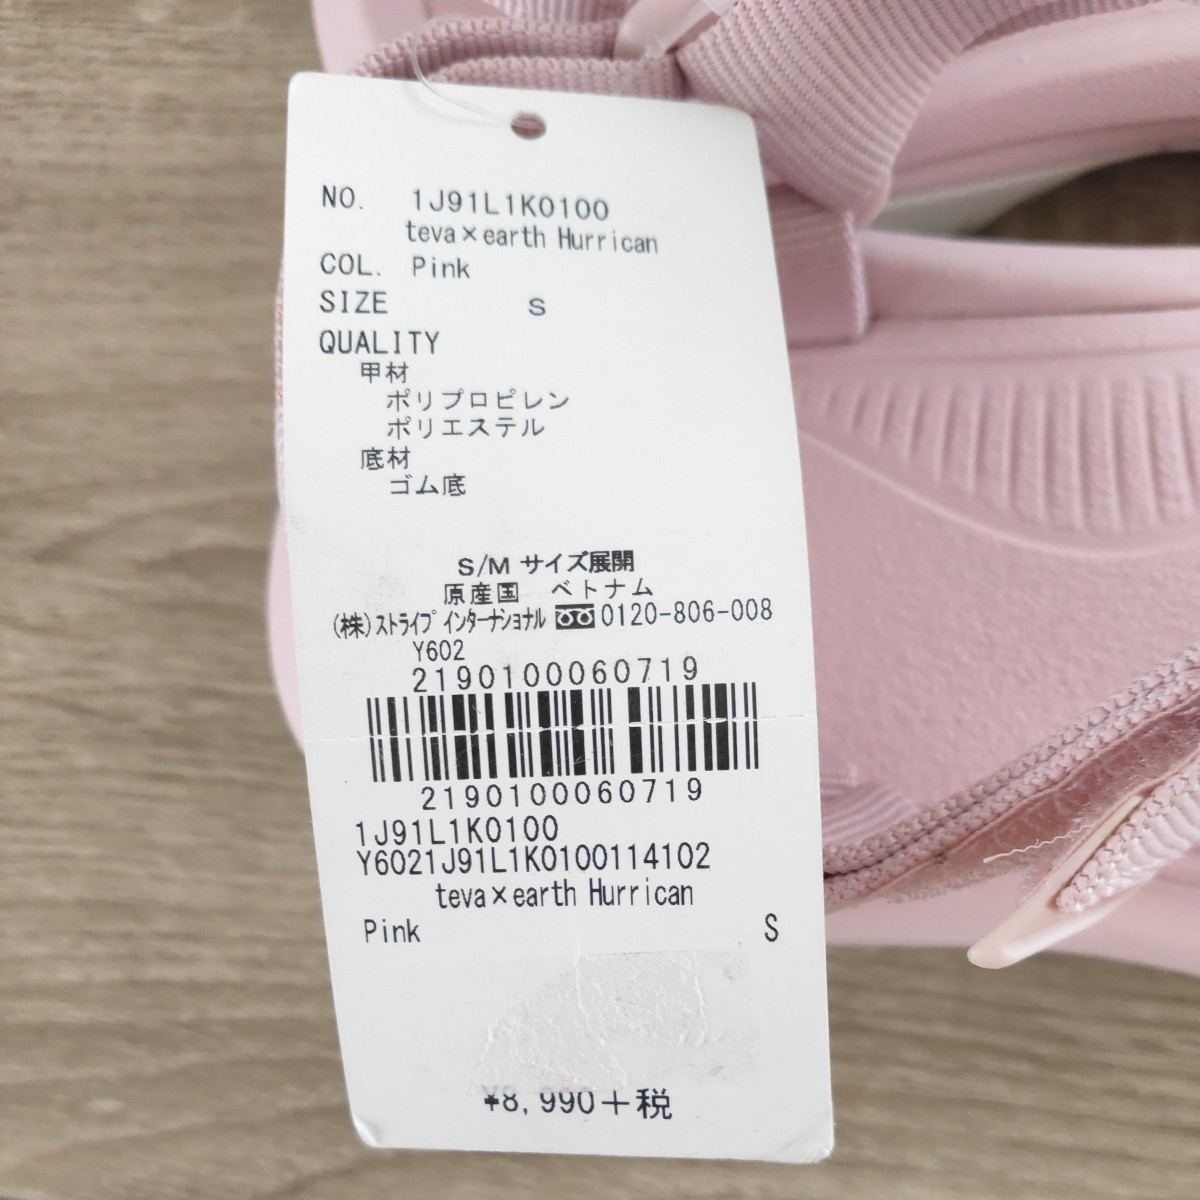 NO. 1J91L1K0100
teva×earth Hurrican
COL. Pink
SIZE S
QUALITY
甲材
ポリプロピレン
ポリエステル
底材
ゴム底
S/M サイズ展開
原産国 ベトナム
(株)ストライプ インターナショナル 0120-806-008
Y602
2190100060719
2190100060719
1J91L1K0100
Y6021J91L1K0100114102
teva×earth Hurrican
Pink S
¥8,990+税